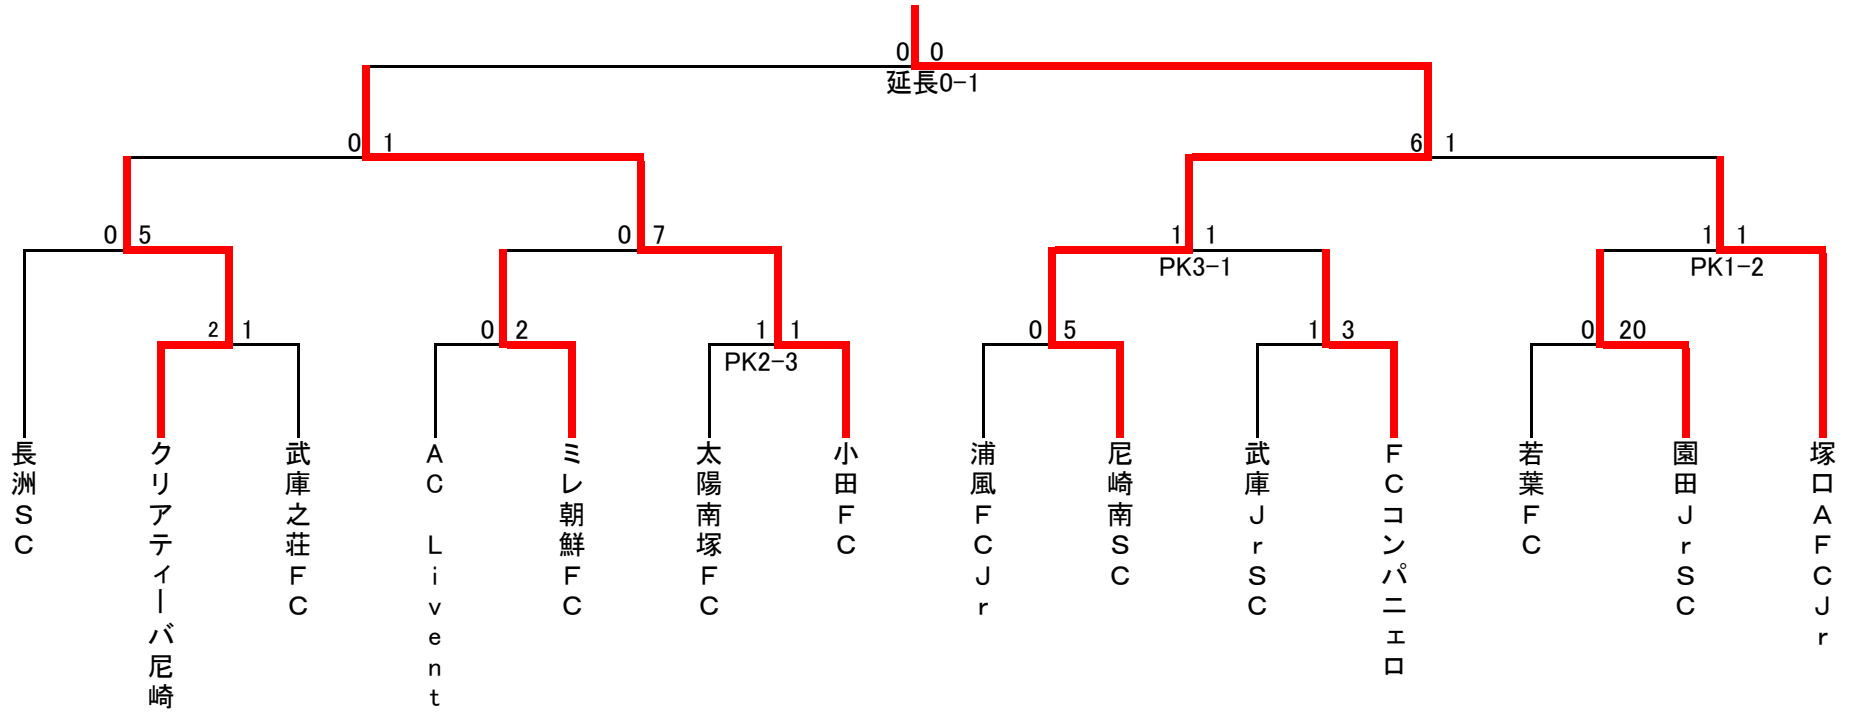 0 0
延長0-1
0 1
6 1
0 5
0 7
1 1
PK3-1
1 1
PK1-2
2 1
0 2
1 1
PK2-3
0 5
1 3
0 20
長洲SC
クリアティーバ尼崎
武庫之荘FC
AC Livent
ミレ朝鮮FC
太陽南塚FC
小田FC
浦風FCJr
尼崎南SC
武庫JrSC
FCコンパニェロ
若葉FC
園田JrSC
塚口AFCJr